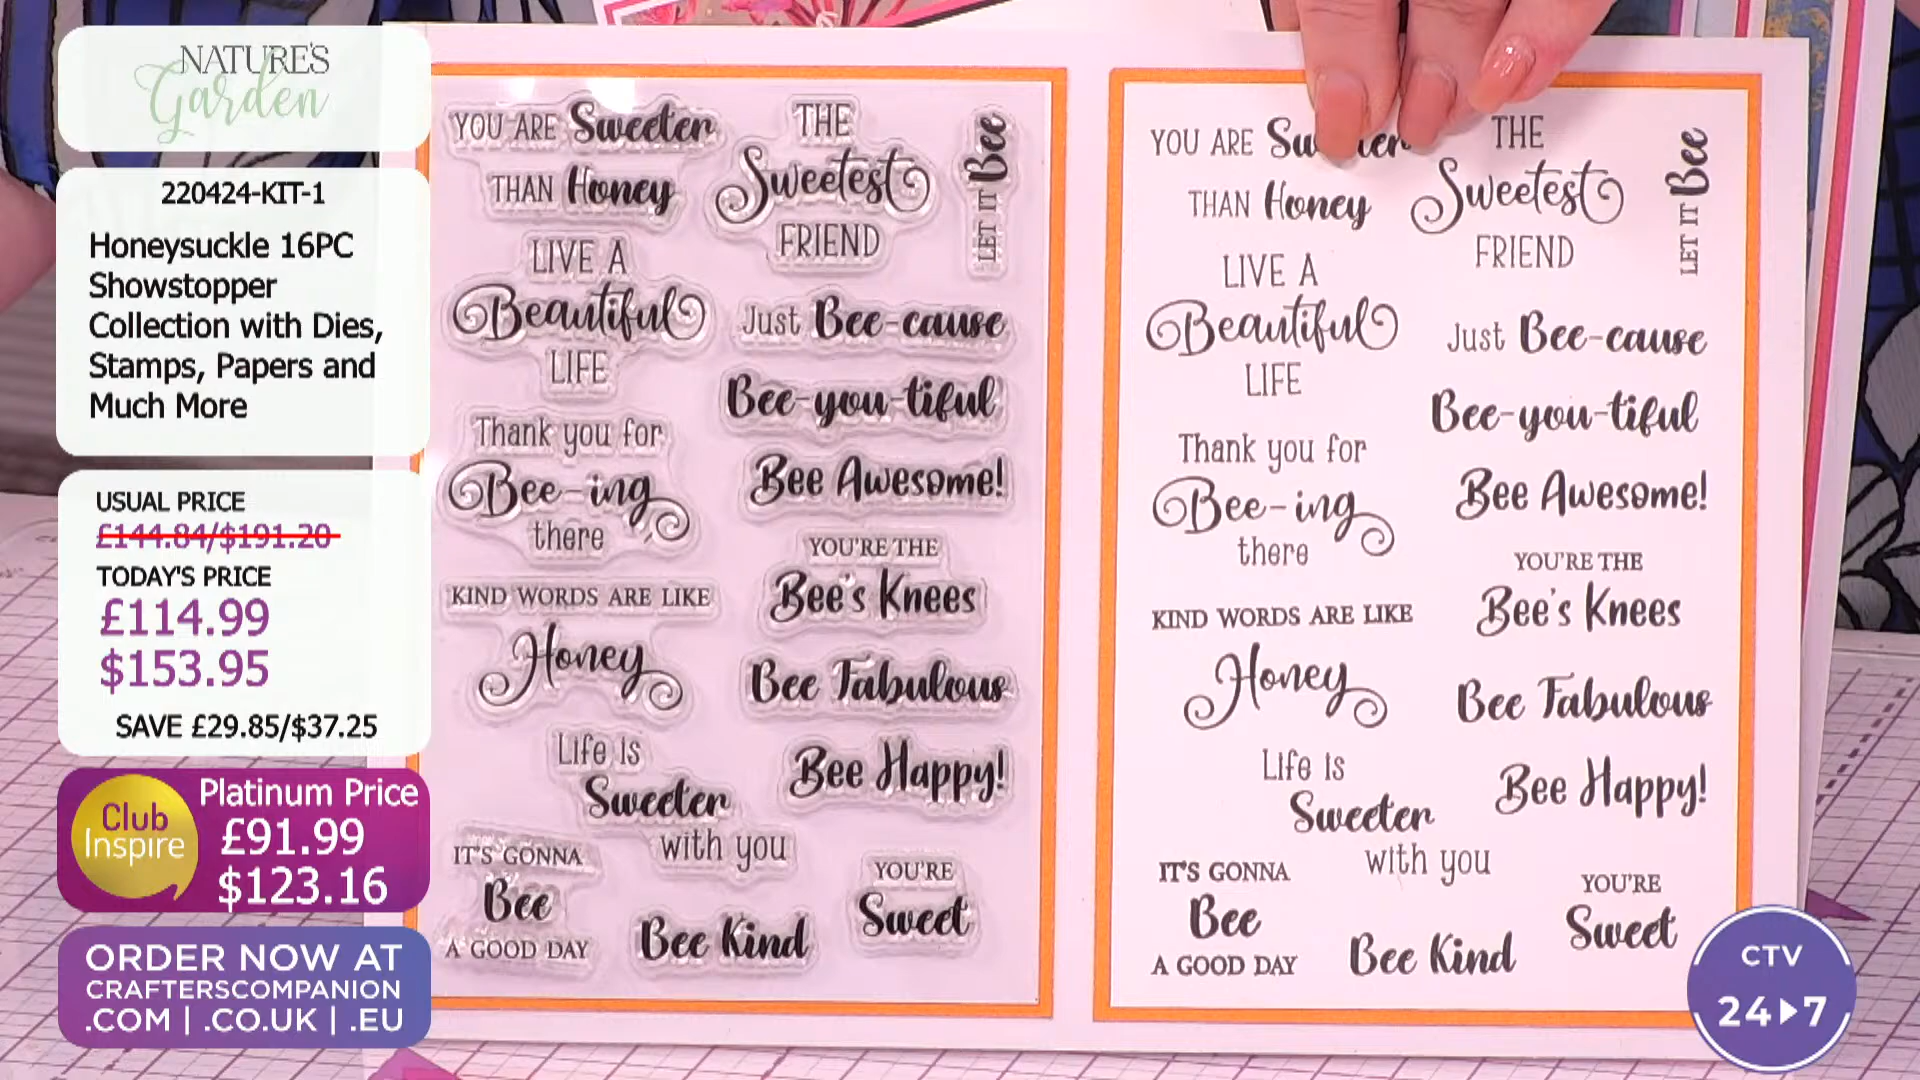 NATURE'S
Garden
220424-KIT-1
Honeysuckle 16PC
Showstopper
Collection with Dies,
Stamps, Papers and
Much More
USUAL PRICE
£144.84/$191.20
TODAY'S PRICE
£114.99
$153.95
SAVE £29.85/$37.25
Club
Inspire
Platinum Price
£91.99
$123.16
ORDER NOW AT
CRAFTERSCOMPANION
.COM | .CO.UK | .EU
YOU ARE Sweeter
THAN Honey
THE
Sweetest
FRIEND
LET IT Bee
LIVE A
Beautiful
LIFE
Just Bee-cause
Bee-you-tiful
Thank you for
Bee-ing
there
Bee Awesome!
YOU'RE THE
Bee's Knees
KIND WORDS ARE LIKE
Honey
Bee Fabulous
Life is
Sweeter
with you
Bee Happy!
IT'S GONNA
Bee
A GOOD DAY
Bee Kind
YOU'RE
Sweet
YOU ARE
THAN Honey
THE
Sweetest
FRIEND
LET IT Bee
LIVE A
Beautiful
LIFE
Just Bee-cause
Bee-you-tiful
Thank you for
Bee-ing
there
Bee Awesome!
YOU'RE THE
Bee's Knees
KIND WORDS ARE LIKE
Honey
Bee Fabulous
Life is
Sweeter
with you
Bee Happy!
IT'S GONNA
Bee
A GOOD DAY
Bee Kind
YOU'RE
Sweet
CTV
24▶7